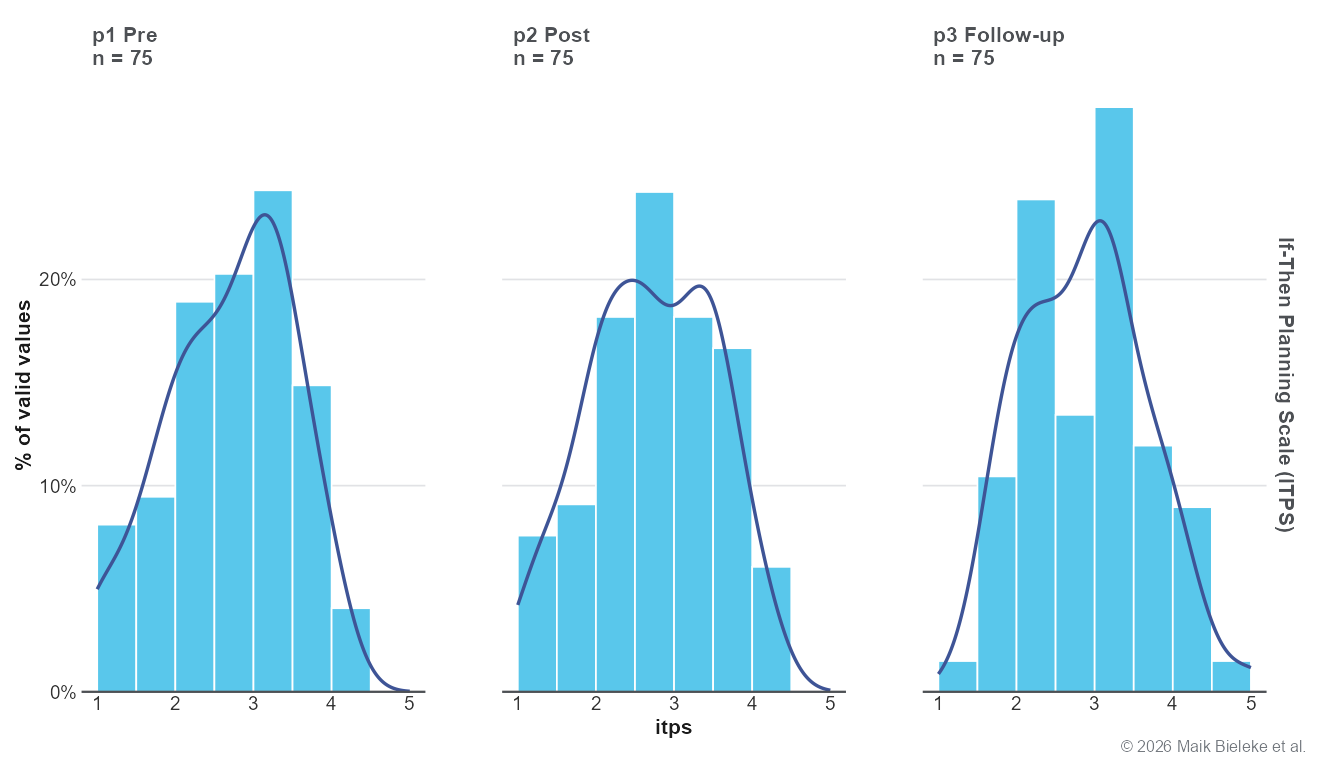 p1 Pre
n = 75
p2 Post
n = 75
p3 Follow-up
n = 75
% of valid values
20%
10%
0%
1 2 3 4 5
1 2 3 4 5
1 2 3 4 5
itps
If-Then Planning Scale (ITPS)
© 2026 Maik Bieleke et al.